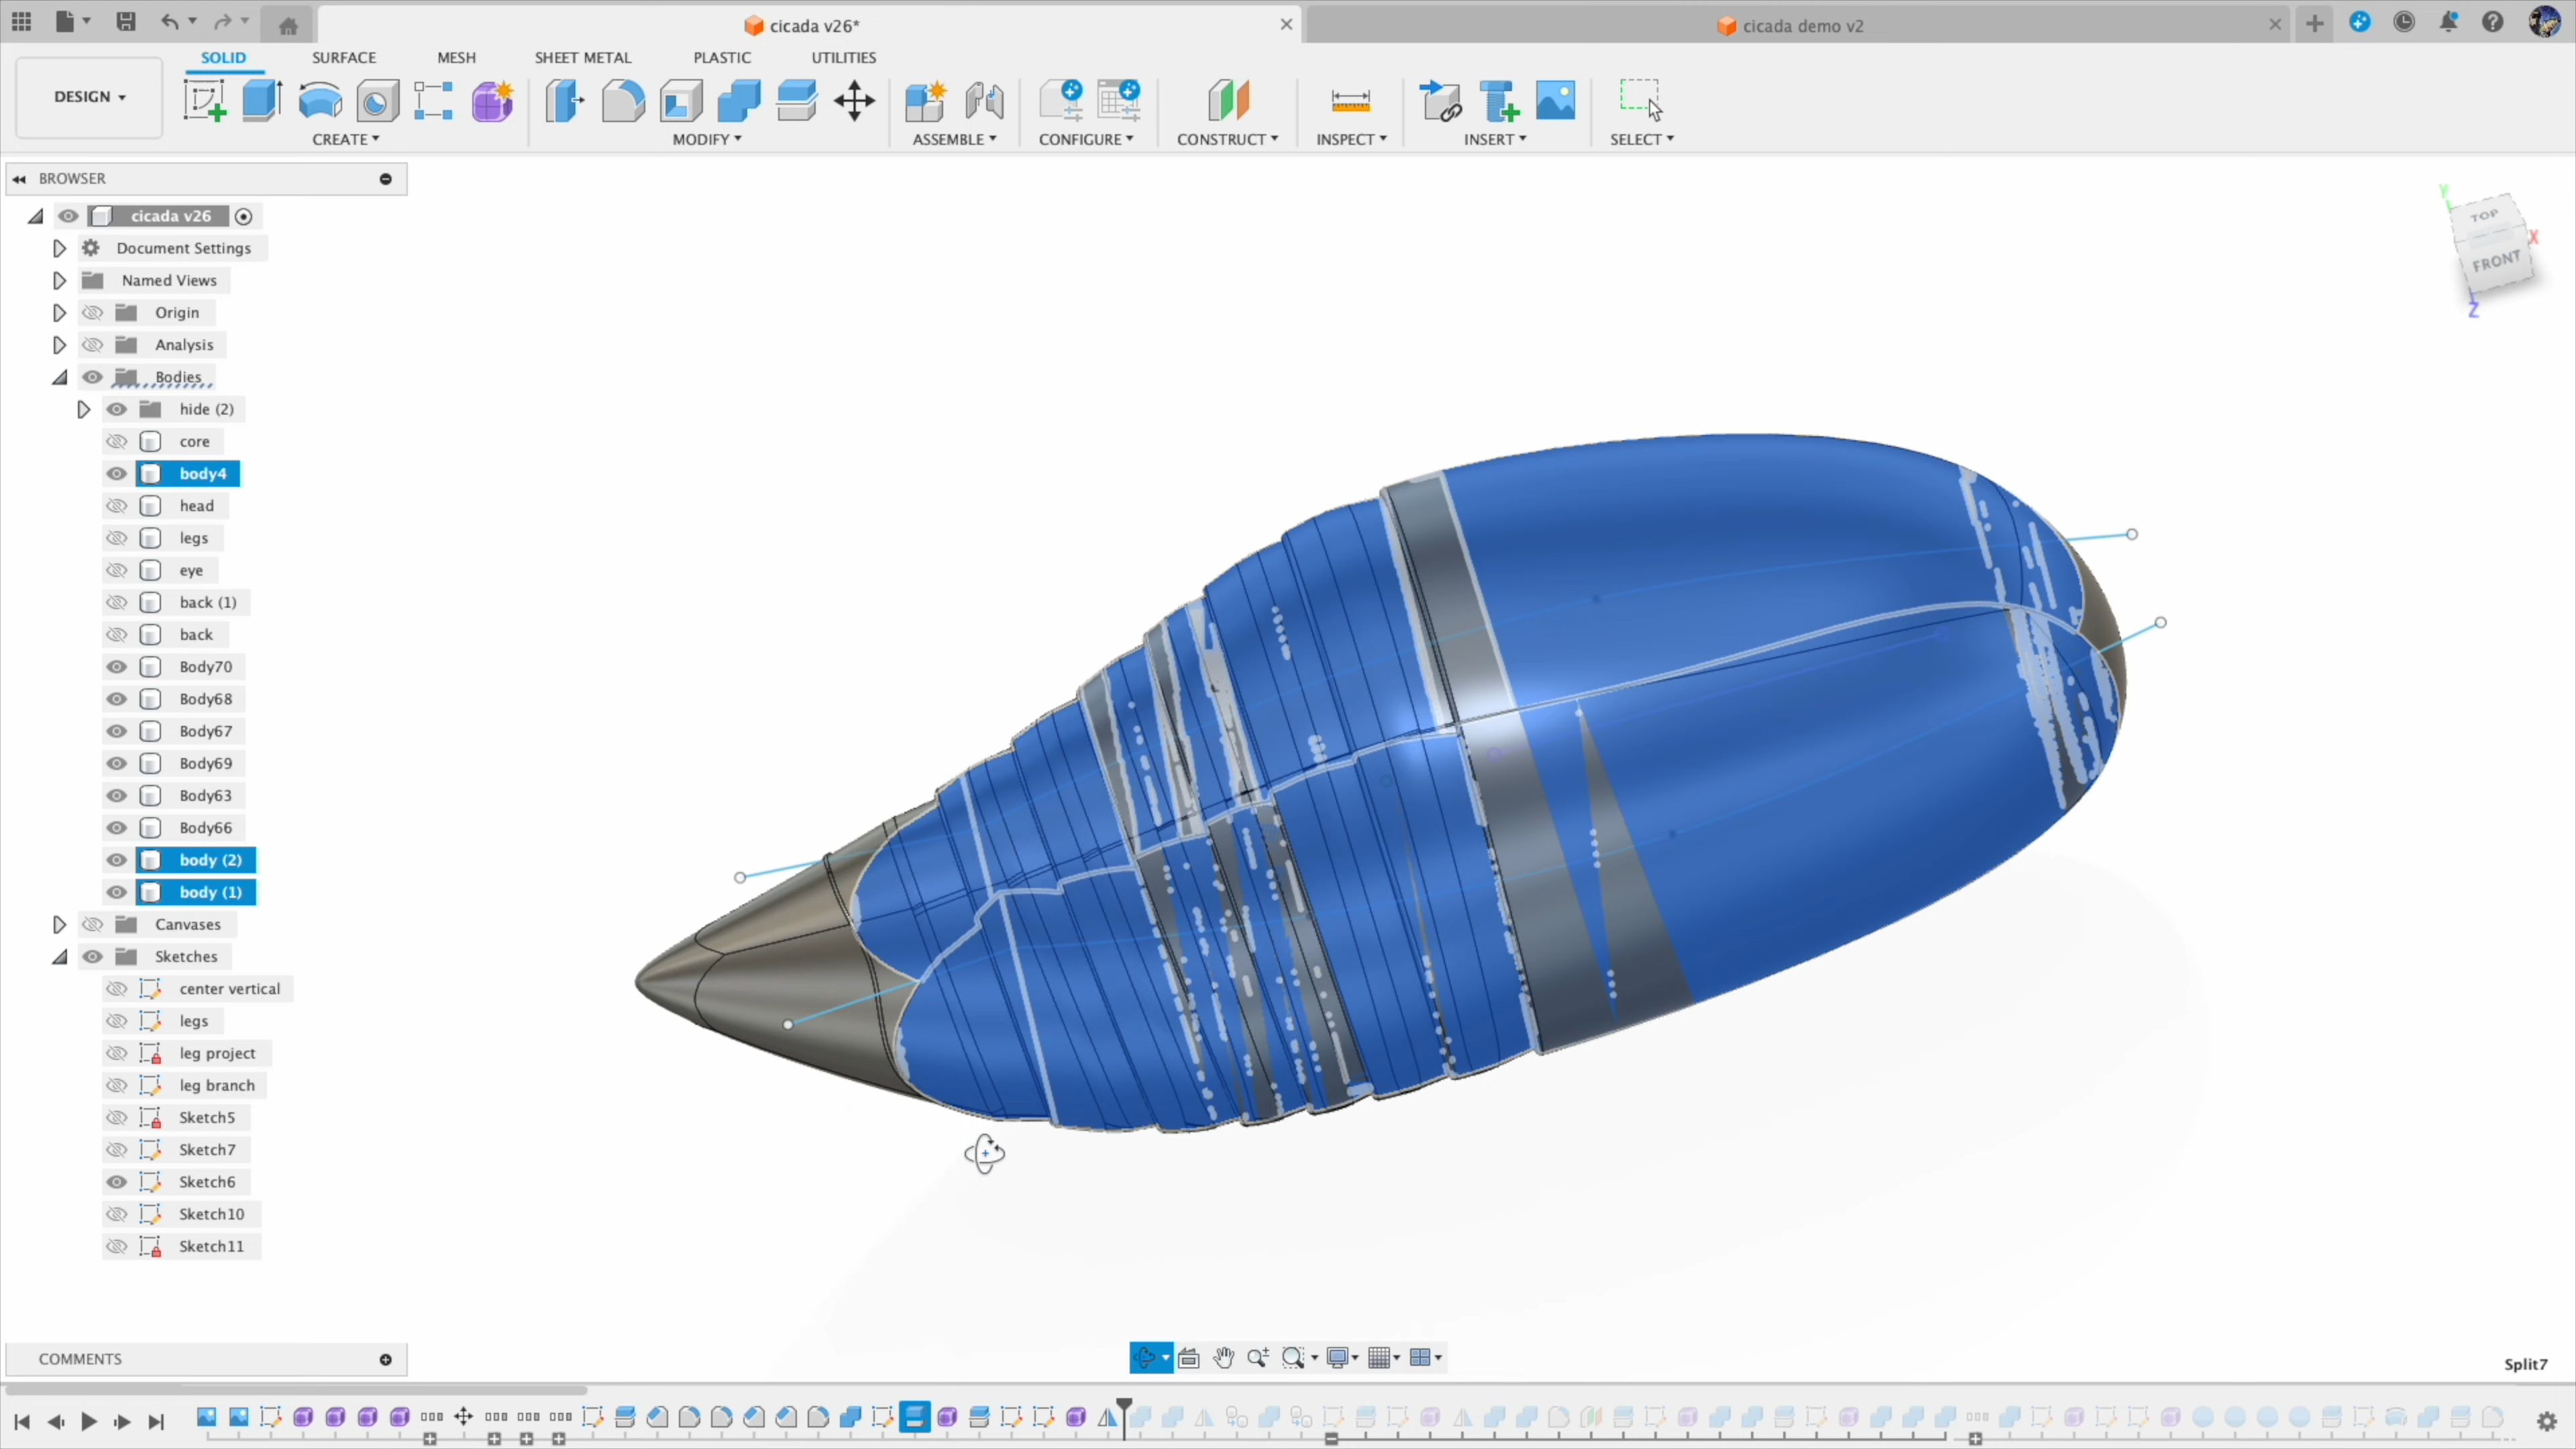 cicada v26*
cicada demo v2
DESIGN
SOLID
SURFACE
MESH
SHEET METAL
PLASTIC
UTILITIES
CREATE
MODIFY
ASSEMBLE
CONFIGURE
CONSTRUCT
INSPECT
INSERT
SELECT
BROWSER
cicada v26
Document Settings
Named Views
Origin
Analysis
Bodies
hide (2)
core
body4
head
legs
eye
back (1)
back
Body70
Body68
Body67
Body69
Body63
Body66
body (2)
body (1)
Canvases
Sketches
center vertical
legs
leg project
leg branch
Sketch5
Sketch7
Sketch6
Sketch10
Sketch11
Y
TOP
X
FRONT
Z
COMMENTS
Split7